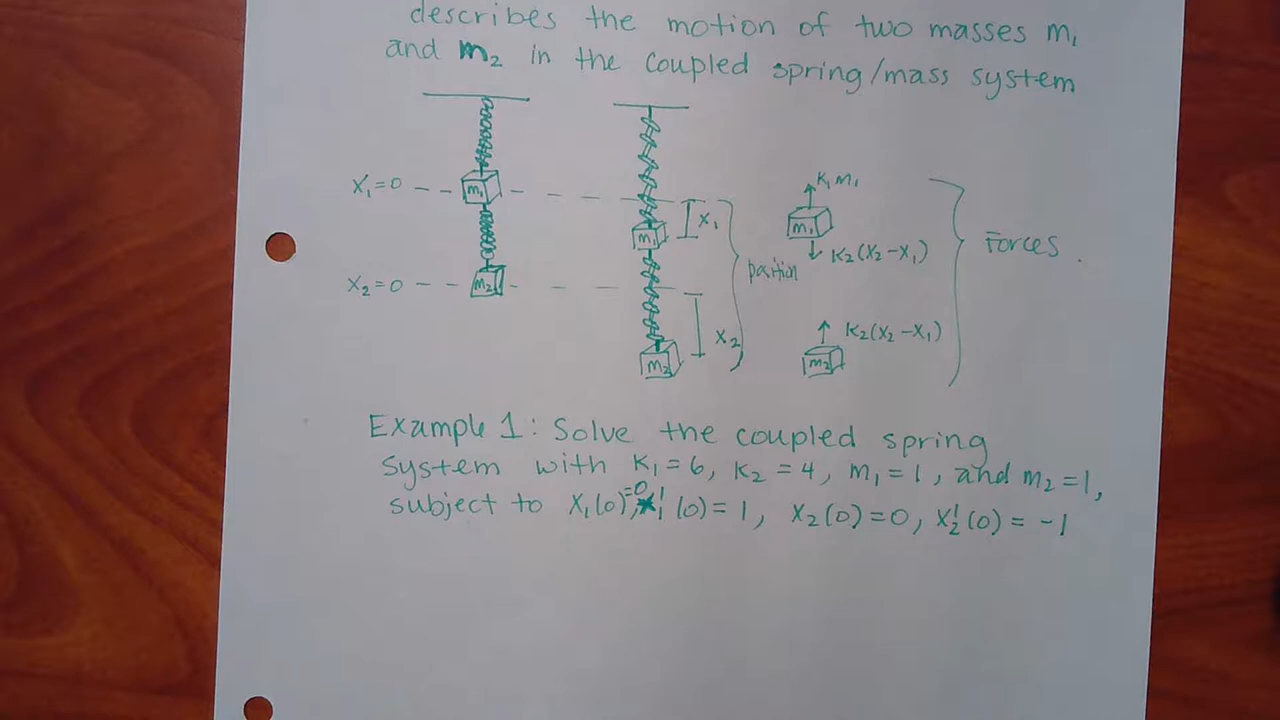 describes the motion of two masses m₁
and m₂ in the coupled spring/mass system
X₁=0
m₁
X₂=0
m₂
m₁
X₁
X₂
m₂
K₁m₁
m₁
K₂(X₂-X₁)
K₂(X₂-X₁)
m₂
Forces
Example 1: Solve the coupled spring
system with K₁=6, K₂=4, m₁=1, and m₂=1,
subject to X₁(0)=0, X₁'(0)=1, X₂(0)=0, X₂'(0)=-1